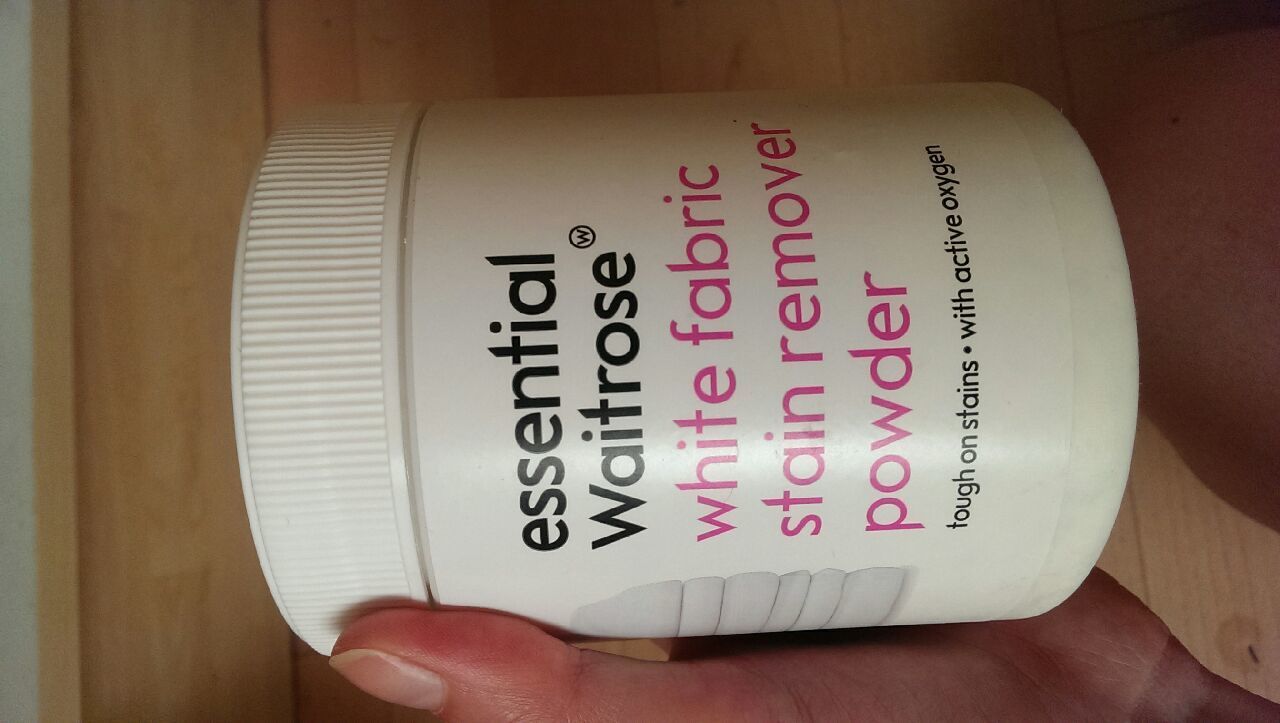 essential
Waitrose Ⓦ
white fabric
stain remover
powder
tough on stains • with active oxygen